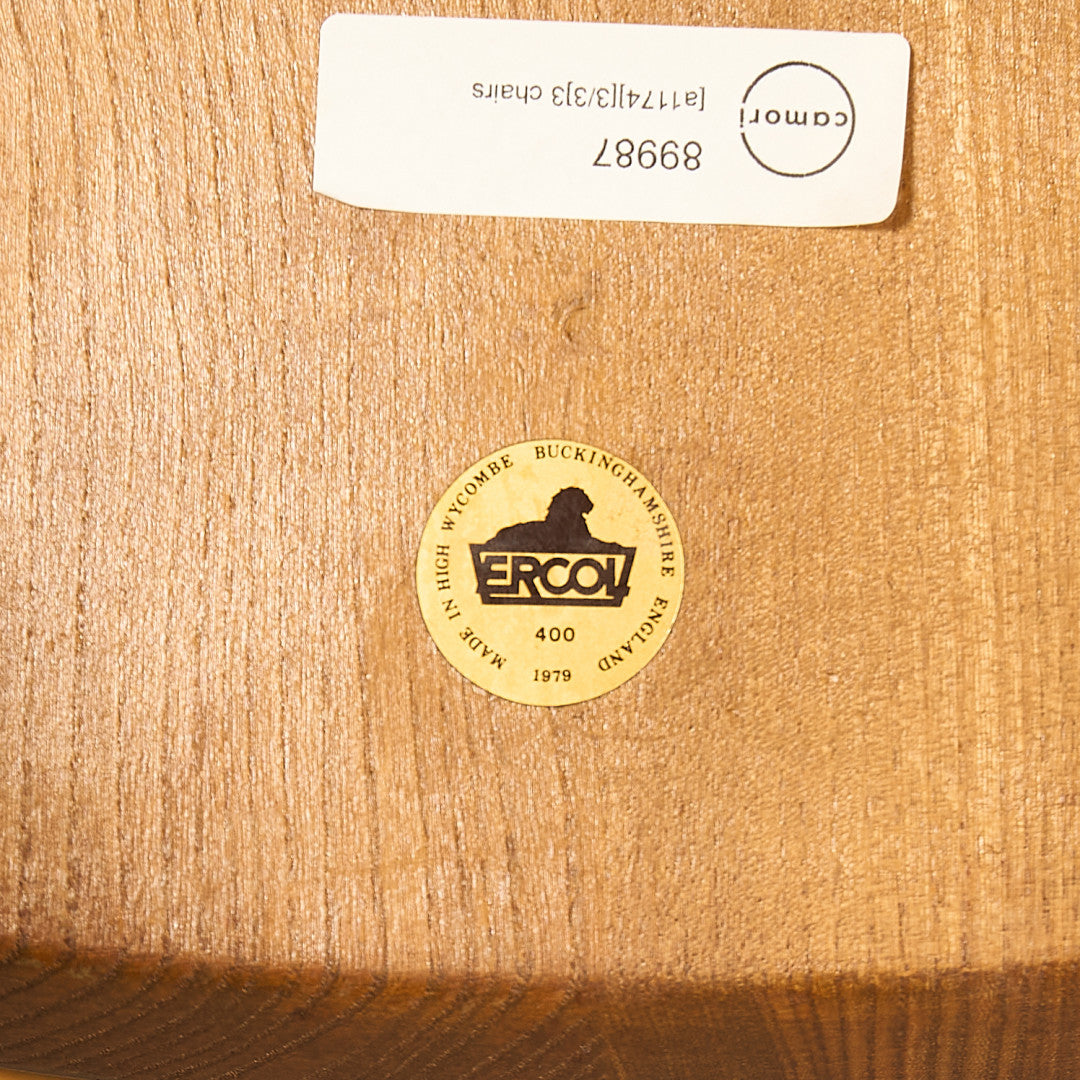 camori
89987
[a1174][3/3]3 chairs
MADE IN HIGH WYCOMBE BUCKINGHAMSHIRE ENGLAND
ERCOL
400
1979